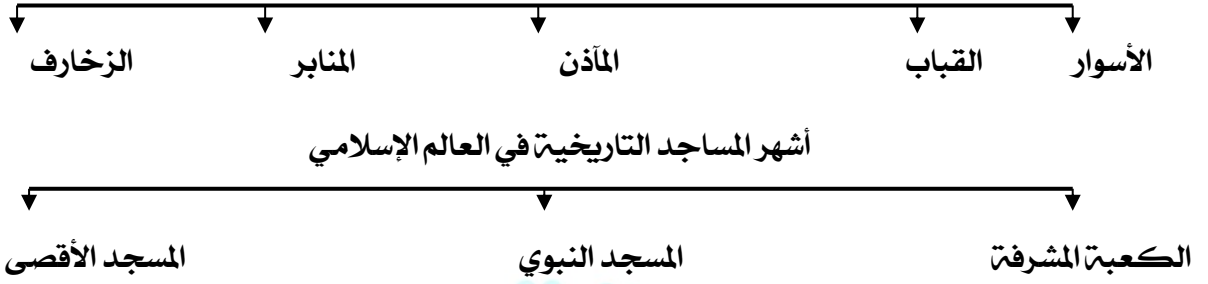 الأسوار القباب المآذن المنابر الزخارف
أشهر المساجد التاريخية في العالم الإسلامي
الكعبة المشرفة المسجد النبوي المسجد الأقصى